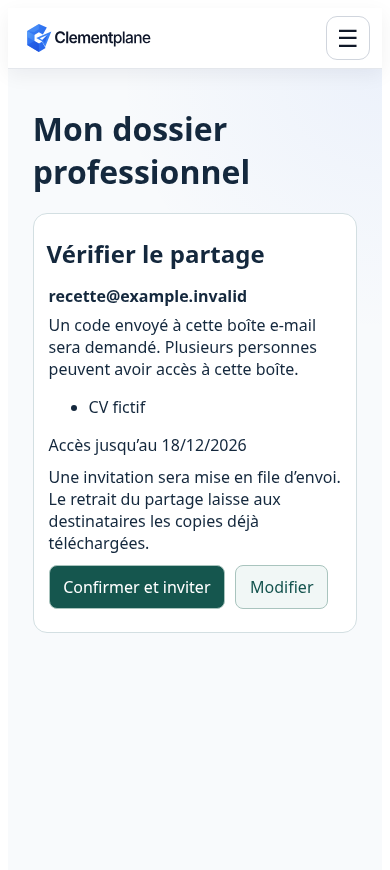 Clementplane
☰
Mon dossier
professionnel
Vérifier le partage
recette@example.invalid
Un code envoyé à cette boîte e-mail
sera demandé. Plusieurs personnes
peuvent avoir accès à cette boîte.
• CV fictif
Accès jusqu’au 18/12/2026
Une invitation sera mise en file d’envoi.
Le retrait du partage laisse aux
destinataires les copies déjà
téléchargées.
Confirmer et inviter
Modifier